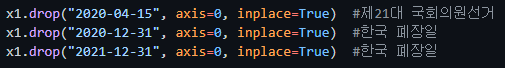 x1.drop("2020-04-15", axis=0, inplace=True)  #제21대 국회의원선거
x1.drop("2020-12-31", axis=0, inplace=True)  #한국 폐장일
x1.drop("2021-12-31", axis=0, inplace=True)  #한국 폐장일